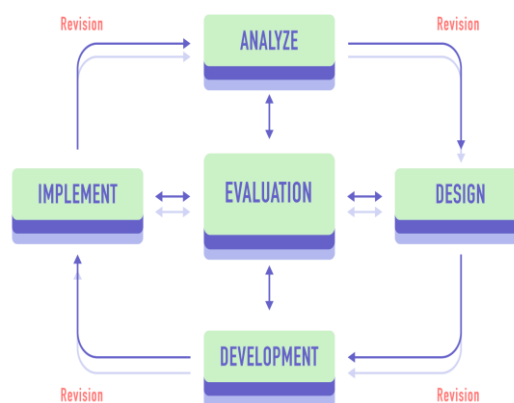 Revision
Revision
ANALYZE
IMPLEMENT
EVALUATION
DESIGN
DEVELOPMENT
Revision
Revision